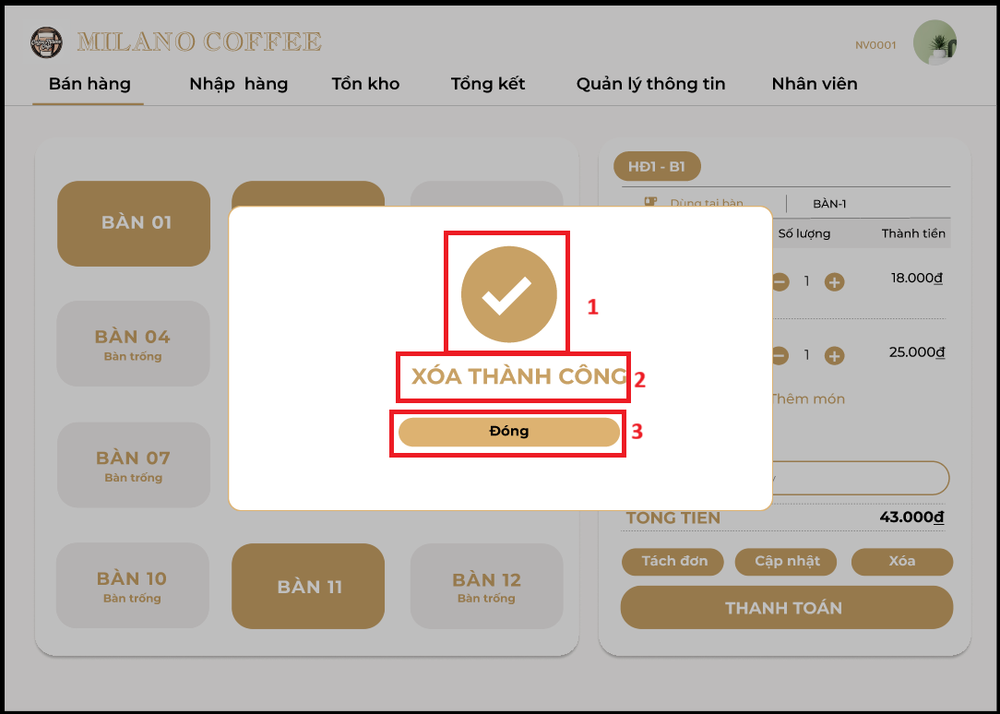 MILANO COFFEE
NV0001
Bán hàng Nhập hàng Tồn kho Tổng kết Quản lý thông tin Nhân viên
HĐ1 - B1
Dùng tại bàn BÀN-1
Số lượng Thành tiền
BÀN 01
1 18.000đ
1
BÀN 04
Bàn trống
XÓA THÀNH CÔNG
2
1 25.000đ
Thêm món
Đóng
3
BÀN 07
Bàn trống
TỔNG TIỀN 43.000đ
BÀN 10
Bàn trống
BÀN 11
BÀN 12
Bàn trống
Tách đơn Cập nhật Xóa
THANH TOÁN